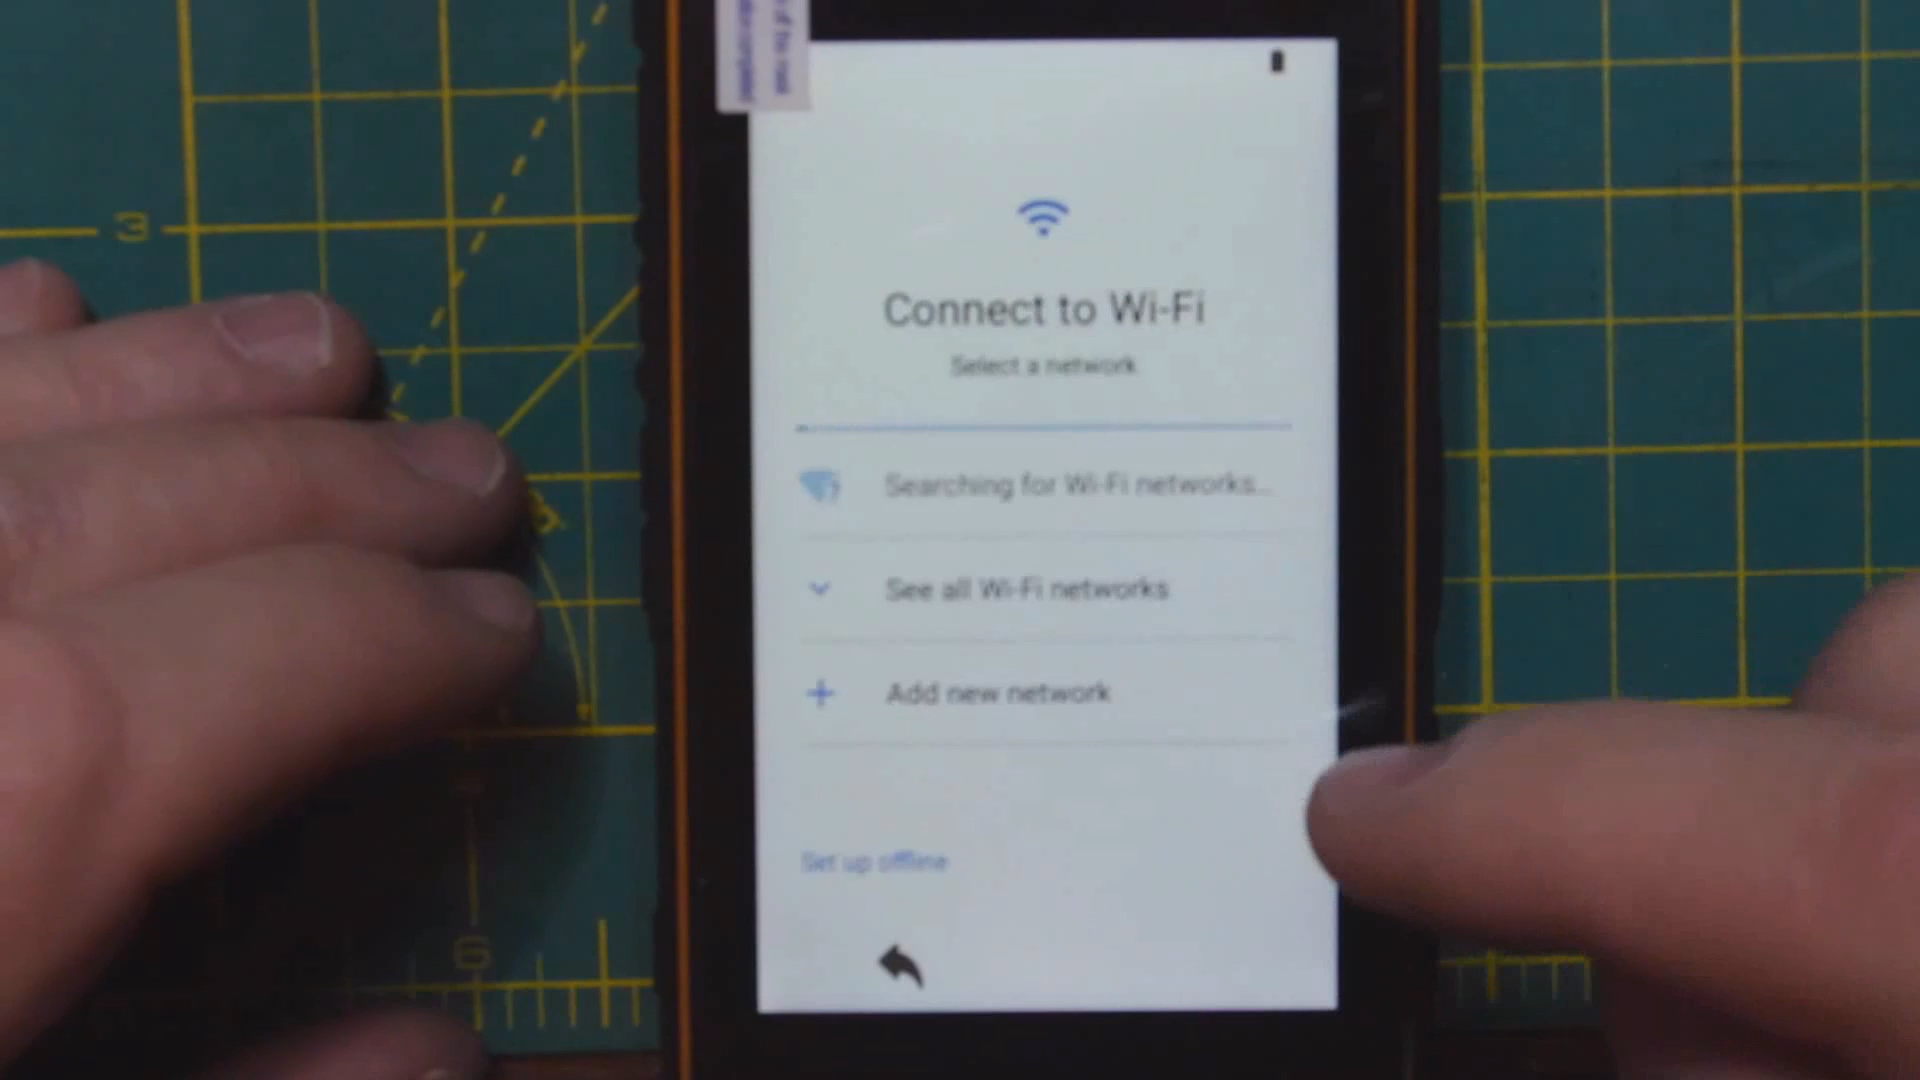 3
Connect to Wi-Fi
Select a network
Searching for Wi-Fi networks…
See all Wi-Fi networks
Add new network
Set up offline
6